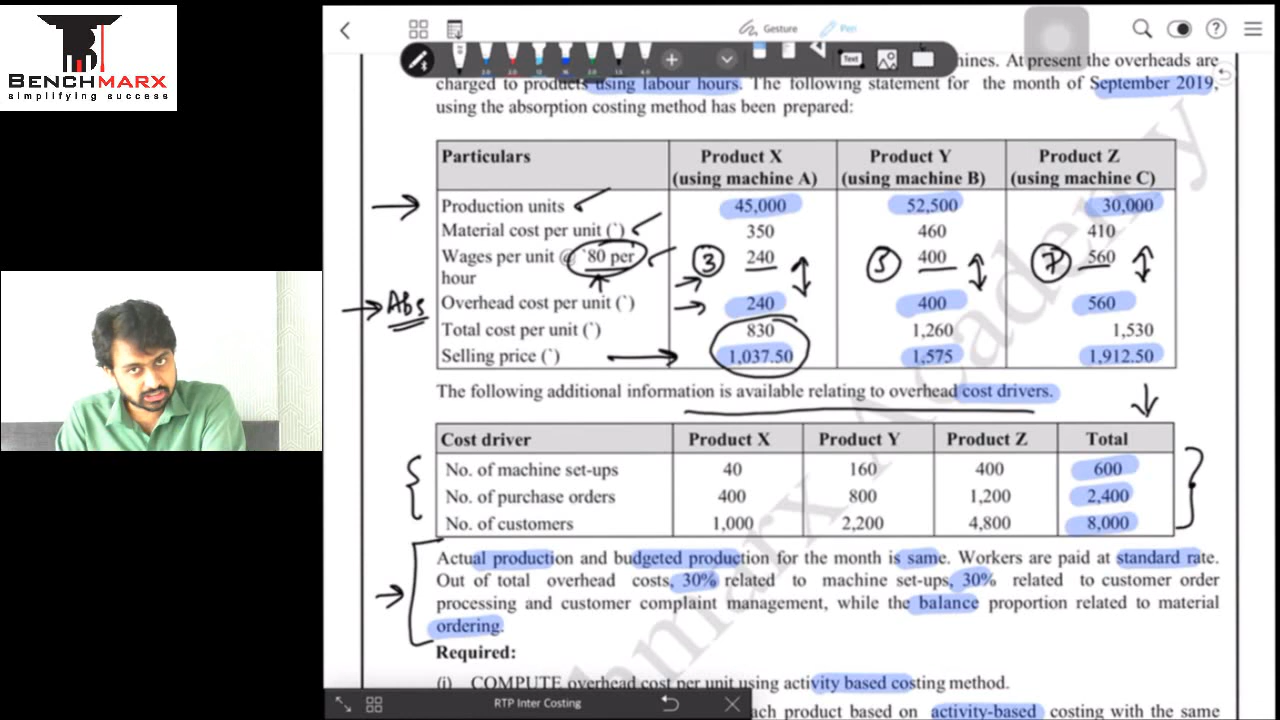 BENCHMARX
simplifying success
Gesture
Pen
Text
hines. At present the overheads are
charged to products using labour hours. The following statement for the month of September 2019,
using the absorption costing method has been prepared:
Particulars Product X (using machine A) Product Y (using machine B) Product Z (using machine C)
Production units 45,000 52,500 30,000
Material cost per unit (`) 350 460 410
Wages per unit @ `80 per hour 3 240 5 400 7 560
Abs
Overhead cost per unit (`) 240 400 560
Total cost per unit (`) 830 1,260 1,530
Selling price (`) 1,037.50 1,575 1,912.50
The following additional information is available relating to overhead cost drivers.
Cost driver Product X Product Y Product Z Total
No. of machine set-ups 40 160 400 600
No. of purchase orders 400 800 1,200 2,400
No. of customers 1,000 2,200 4,800 8,000
Actual production and budgeted production for the month is same. Workers are paid at standard rate.
Out of total overhead costs, 30% related to machine set-ups, 30% related to customer order
processing and customer complaint management, while the balance proportion related to material
ordering.
Required:
(i) COMPUTE overhead cost per unit using activity based costing method.
RTP Inter Costing
ach product based on activity-based costing with the same
hmarx Academy